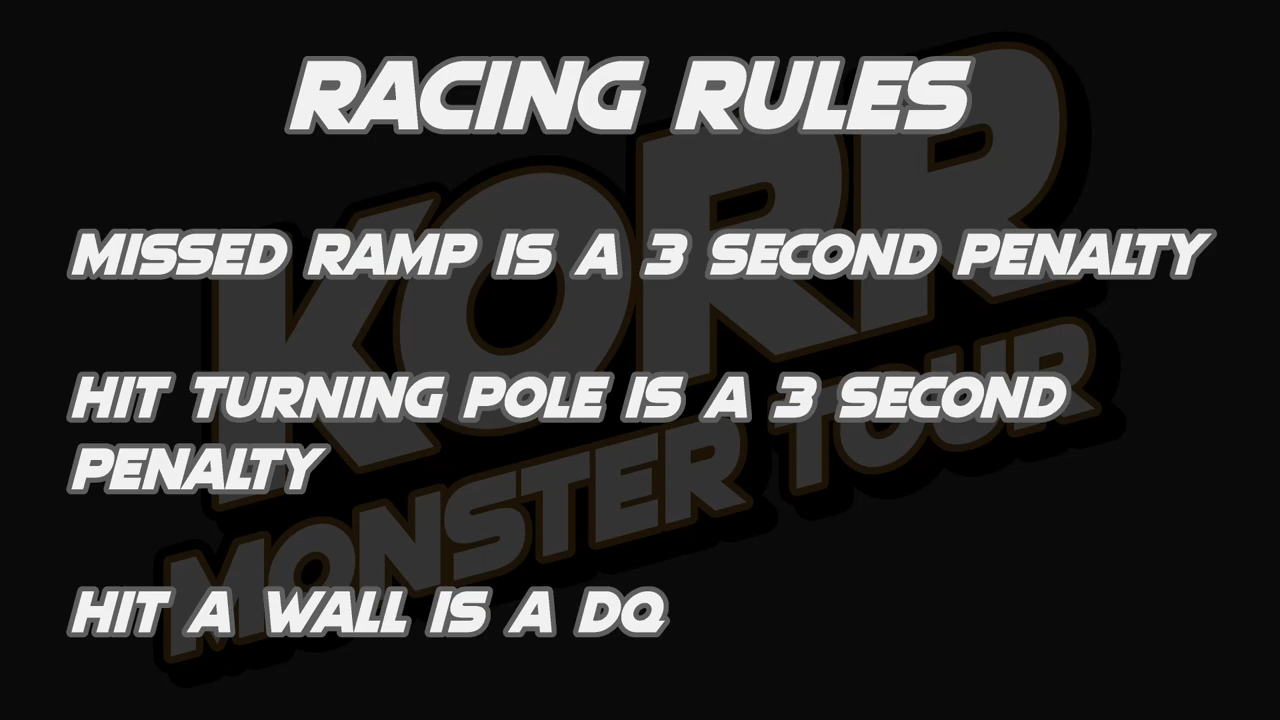 RACING RULES
MISSED RAMP IS A 3 SECOND PENALTY
HIT TURNING POLE IS A 3 SECOND
PENALTY
HIT A WALL IS A DQ
KORR
MONSTER TOUR